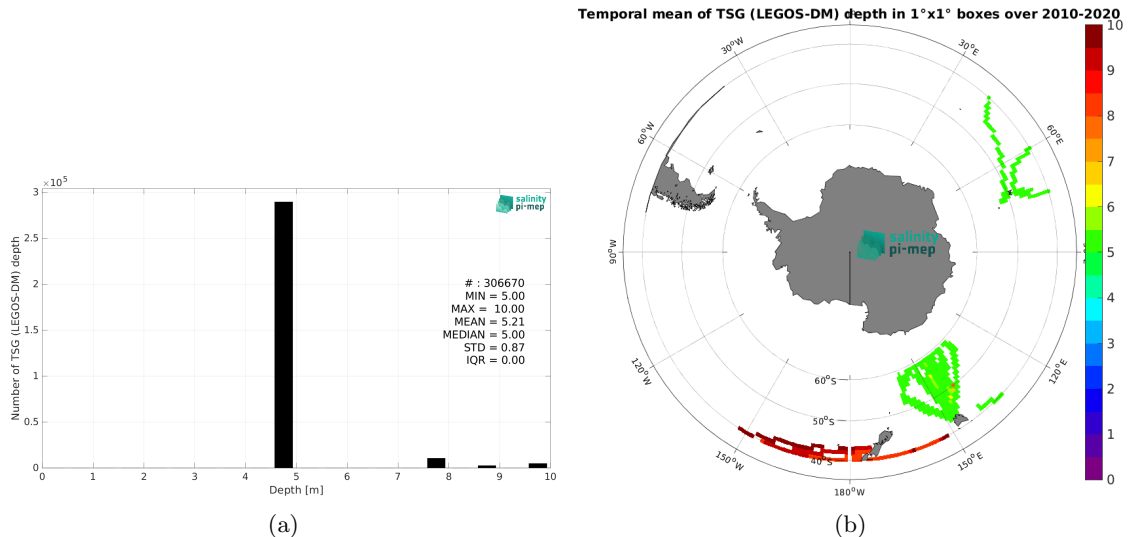 ×10⁵
3
2.5
2
1.5
1
0.5
0
0 1 2 3 4 5 6 7 8 9 10
Number of TSG (LEGOS-DM) depth
Depth [m]
salinity
pi-mep
# : 306670
MIN = 5.00
MAX = 10.00
MEAN = 5.21
MEDIAN = 5.00
STD = 0.87
IQR = 0.00
(a)
Temporal mean of TSG (LEGOS-DM) depth in 1°x1° boxes over 2010-2020
30°W
30°E
60°W
60°E
90°W
120°W
120°E
150°W
150°E
180°W
60°S
50°S
40°S
salinity
pi-mep
10
9
8
7
6
5
4
3
2
1
0
(b)